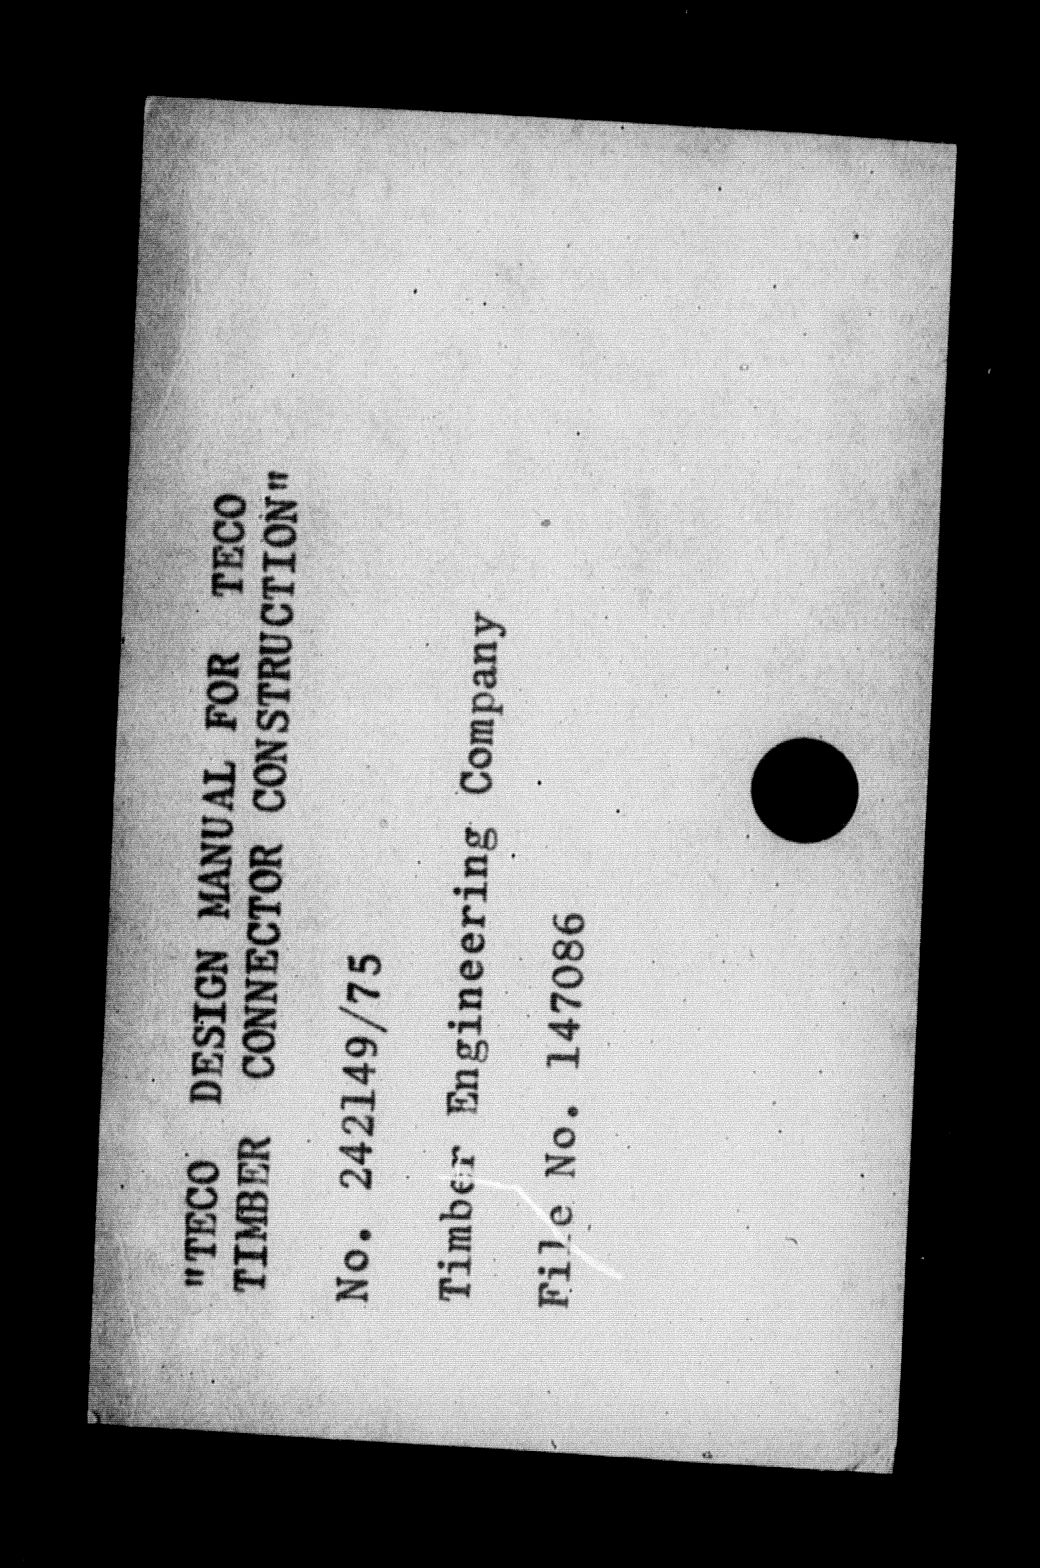 "TECO DESIGN MANUAL FOR TECO
TIMBER CONNECTOR CONSTRUCTION"
No. 242149/75
Timber Engineering Company
File No. 147086